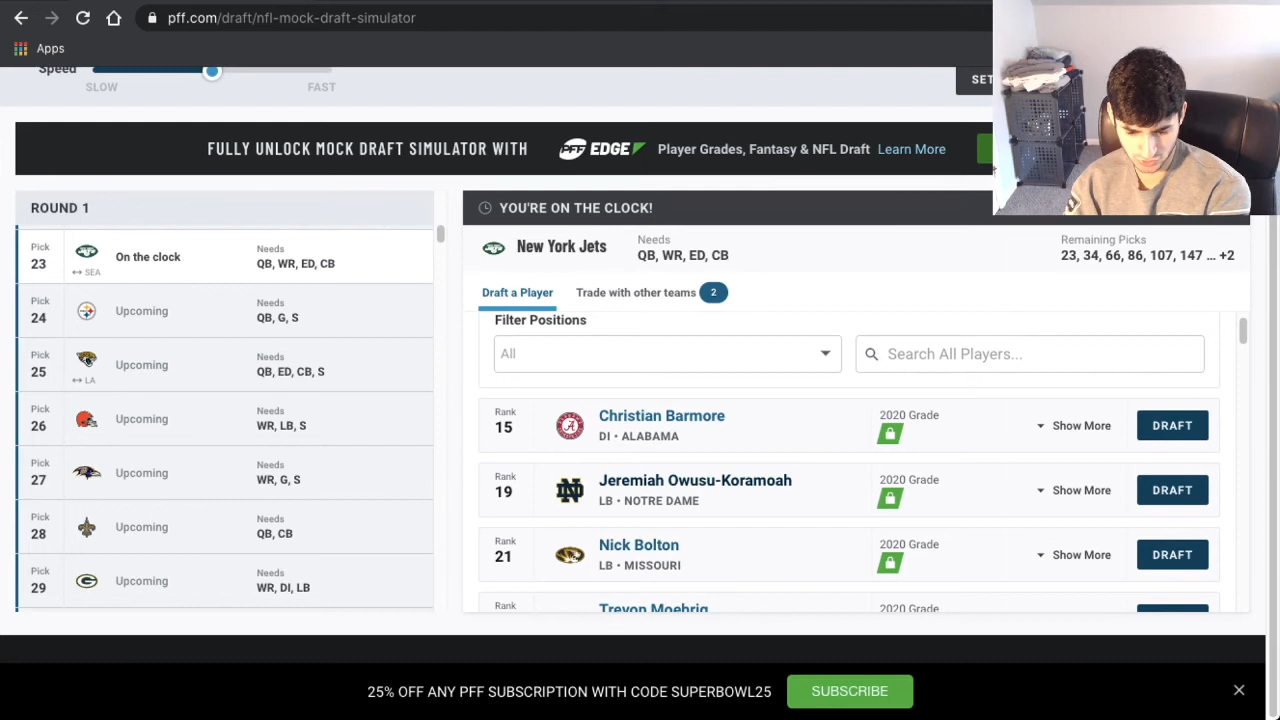 pff.com/draft/nfl-mock-draft-simulator
Apps
Speed
SLOW
FAST
SET
FULLY UNLOCK MOCK DRAFT SIMULATOR WITH PFF EDGE Player Grades, Fantasy & NFL Draft Learn More
ROUND 1
Pick
23
↔ SEA
On the clock
Needs
QB, WR, ED, CB
Pick
24
Upcoming
Needs
QB, G, S
Pick
25
↔ LA
Upcoming
Needs
QB, ED, CB, S
Pick
26
Upcoming
Needs
WR, LB, S
Pick
27
Upcoming
Needs
WR, G, S
Pick
28
Upcoming
Needs
QB, CB
Pick
29
Upcoming
Needs
WR, DI, LB
YOU'RE ON THE CLOCK!
New York Jets
Needs
QB, WR, ED, CB
Remaining Picks
23, 34, 66, 86, 107, 147 ... +2
Draft a Player
Trade with other teams 2
Filter Positions
All
Search All Players...
Rank
15
Christian Barmore
DI • ALABAMA
2020 Grade
Show More
DRAFT
Rank
19
Jeremiah Owusu-Koramoah
LB • NOTRE DAME
2020 Grade
Show More
DRAFT
Rank
21
Nick Bolton
LB • MISSOURI
2020 Grade
Show More
DRAFT
Rank
Trevon Moehrig
2020 Grade
25% OFF ANY PFF SUBSCRIPTION WITH CODE SUPERBOWL25
SUBSCRIBE